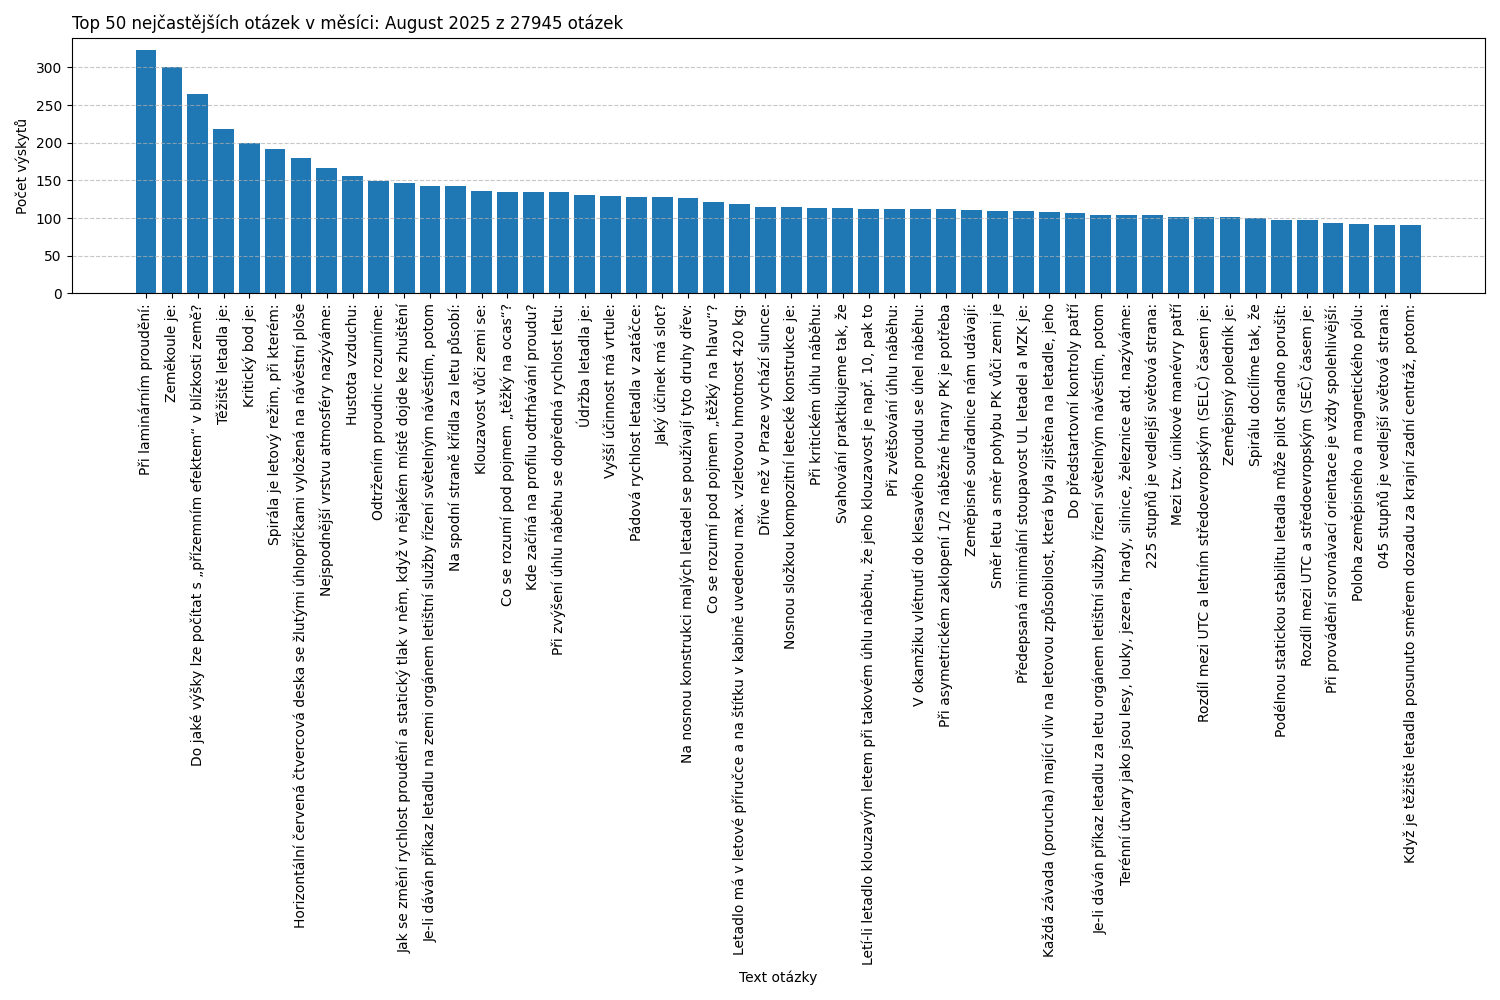 Top 50 nejčastějších otázek v měsíci: August 2025 z 27945 otázek
Počet výskytů
300
250
200
150
100
50
0
Při laminárním proudění:
Zeměkoule je:
Do jaké výšky lze počítat s „přízemním efektem“ v blízkosti země?
Těžiště letadla je:
Kritický bod je:
Spirála je letový režim, při kterém:
Horizontální červená čtvercová deska se žlutými úhlopříčkami vyložená na návěstní ploše
Nejspodnější vrstvu atmosféry nazýváme:
Hustota vzduchu:
Odtržením proudnic rozumíme:
Jak se změní rychlost proudění a statický tlak v něm, když v nějakém místě dojde ke zhuštění
Je-li dáván příkaz letadlu na zemi orgánem letištní služby řízení světelným návěstím, potom
Na spodní straně křídla za letu působí:
Klouzavost vůči zemi se:
Co se rozumí pod pojmem „těžký na ocas“?
Kde začíná na profilu odtrhávání proudu?
Při zvýšení úhlu náběhu se dopředná rychlost letu:
Údržba letadla je:
Vyšší účinnost má vrtule:
Pádová rychlost letadla v zatáčce:
Jaký účinek má slot?
Na nosnou konstrukci malých letadel se používají tyto druhy dřev:
Co se rozumí pod pojmem „těžký na hlavu“?
Letadlo má v letové příručce a na štítku v kabině uvedenou max. vzletovou hmotnost 420 kg:
Dříve než v Praze vychází slunce:
Nosnou složkou kompozitní letecké konstrukce je:
Při kritickém úhlu náběhu:
Svahování praktikujeme tak, že
Letí-li letadlo klouzavým letem při takovém úhlu náběhu, že jeho klouzavost je např. 10, pak to
Při zvětšování úhlu náběhu:
V okamžiku vlétnutí do klesavého proudu se úhel náběhu:
Při asymetrickém zaklopení 1/2 náběžné hrany PK je potřeba
Zeměpisné souřadnice nám udávají:
Směr letu a směr pohybu PK vůči zemi je
Předepsaná minimální stoupavost UL letadel a MZK je:
Každá závada (porucha) mající vliv na letovou způsobilost, která byla zjištěna na letadle, jeho
Do předstartovní kontroly patří
Je-li dáván příkaz letadlu za letu orgánem letištní služby řízení světelným návěstím, potom
Terénní útvary jako jsou lesy, louky, jezera, hrady, silnice, železnice atd. nazýváme:
225 stupňů je vedlejší světová strana:
Mezi tzv. únikové manévry patří
Rozdíl mezi UTC a letním středoevropským (SELČ) časem je:
Zeměpisný poledník je:
Spirálu docílíme tak, že
Podélnou statickou stabilitu letadla může pilot snadno porušit:
Rozdíl mezi UTC a středoevropským (SEČ) časem je:
Při provádění srovnávací orientace je vždy spolehlivější:
Poloha zeměpisného a magnetického pólu:
045 stupňů je vedlejší světová strana:
Když je těžiště letadla posunuto směrem dozadu za krajní zadní centráž, potom:
Text otázky